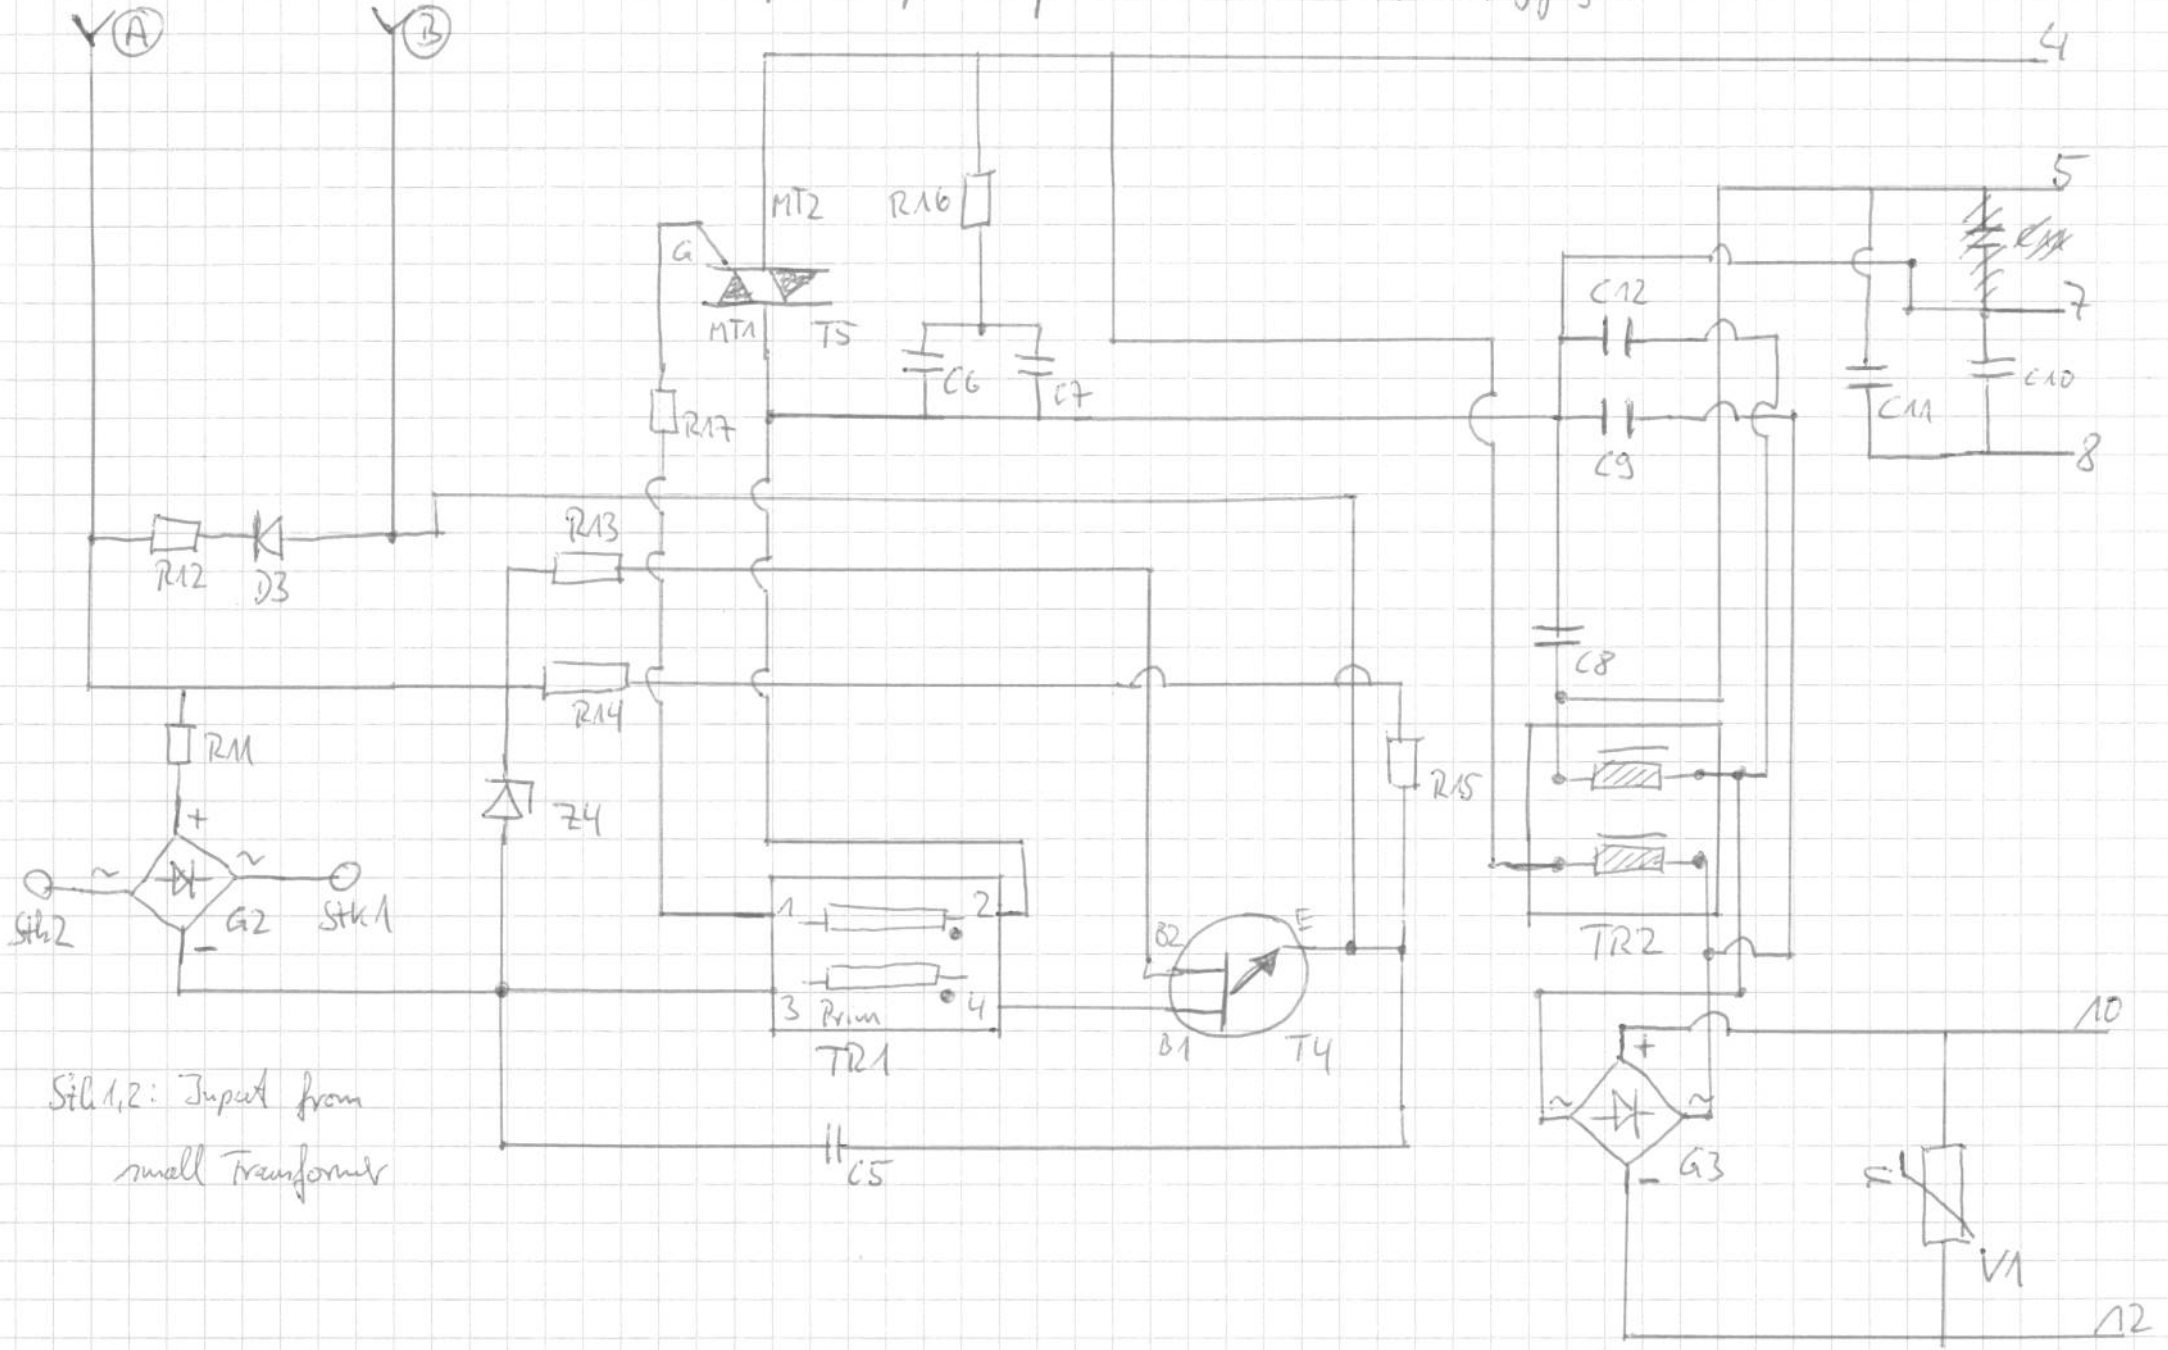 A B
4
5
MT2 R16
G
C12
7
MT1 T5
C6 C7 C10
C11
R17
C9
8
R13
R12 D3
C8
R14
R11
R15
+
Z4
~ ~
1 2
Stk2 G2 Stk1
B2 E
-
TR2
3 Prim 4
10
TR1 B1 T4
+
Stk1,2: Input from
~ ~
small Transformer
C5
G3
-
V1
12